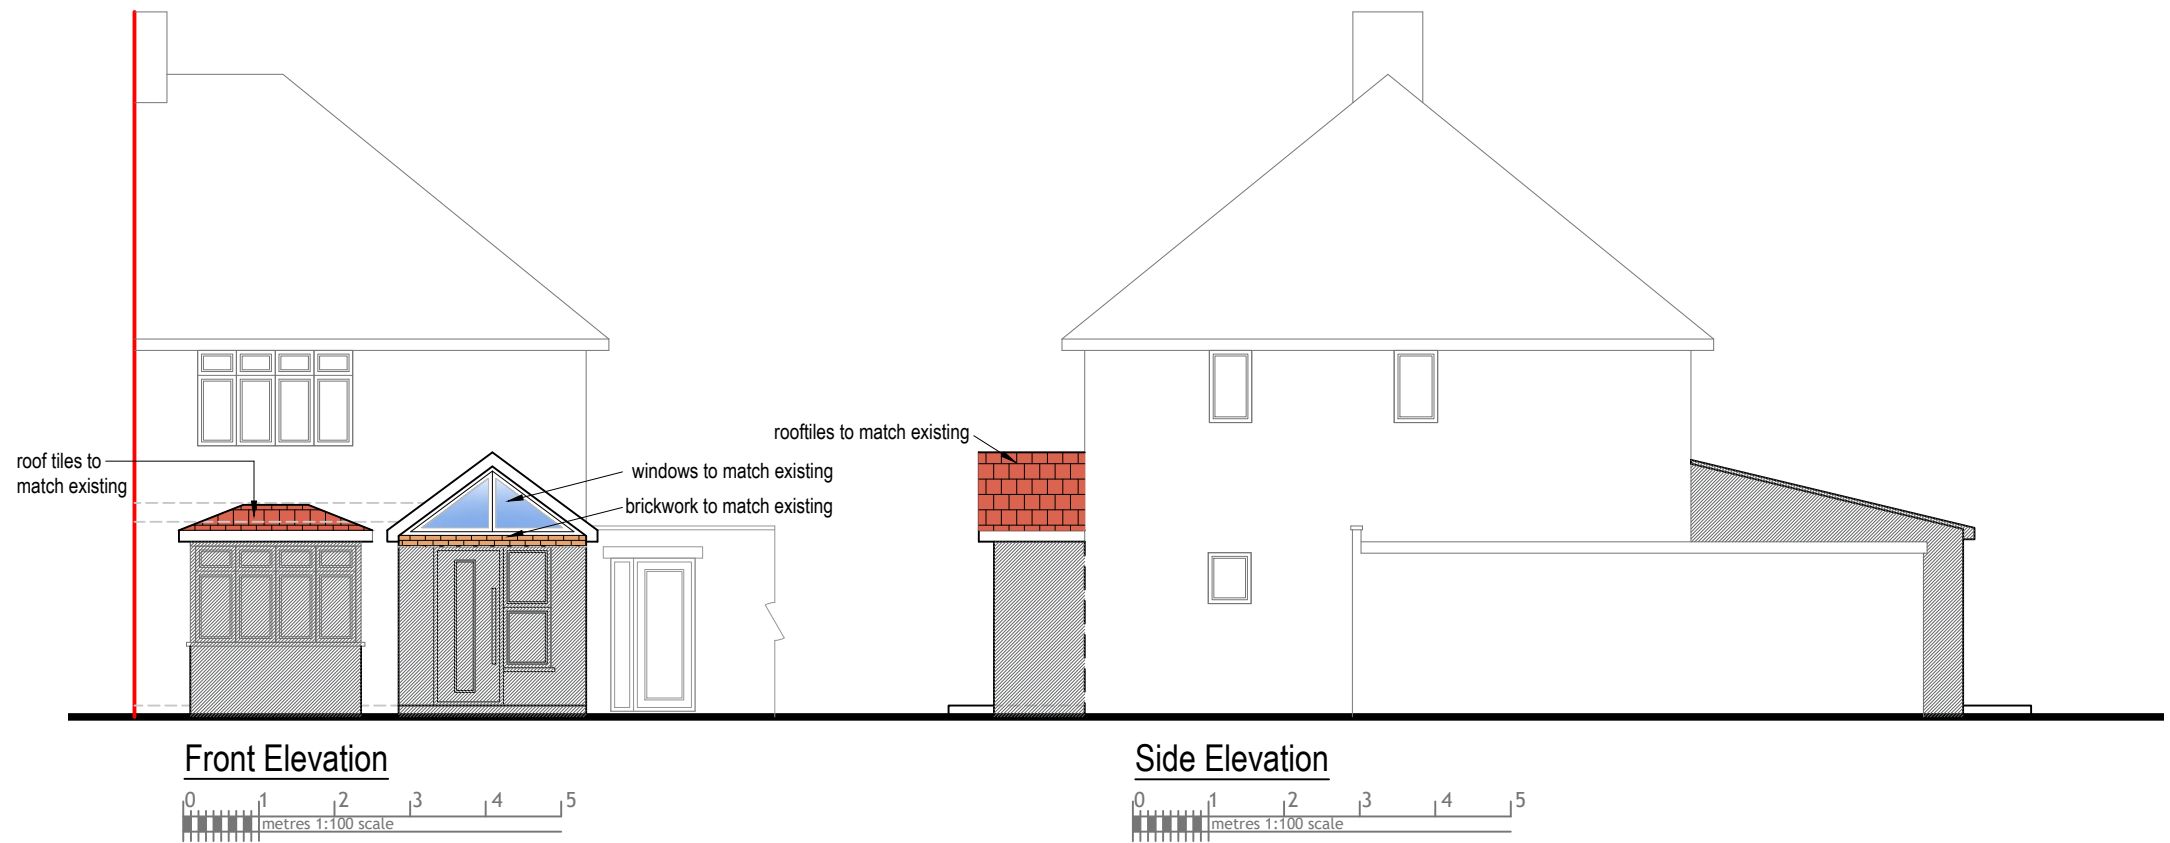 roof tiles to
match existing
windows to match existing
brickwork to match existing
rooftiles to match existing
Front Elevation
0 1 2 3 4 5
metres 1:100 scale
Side Elevation
0 1 2 3 4 5
metres 1:100 scale